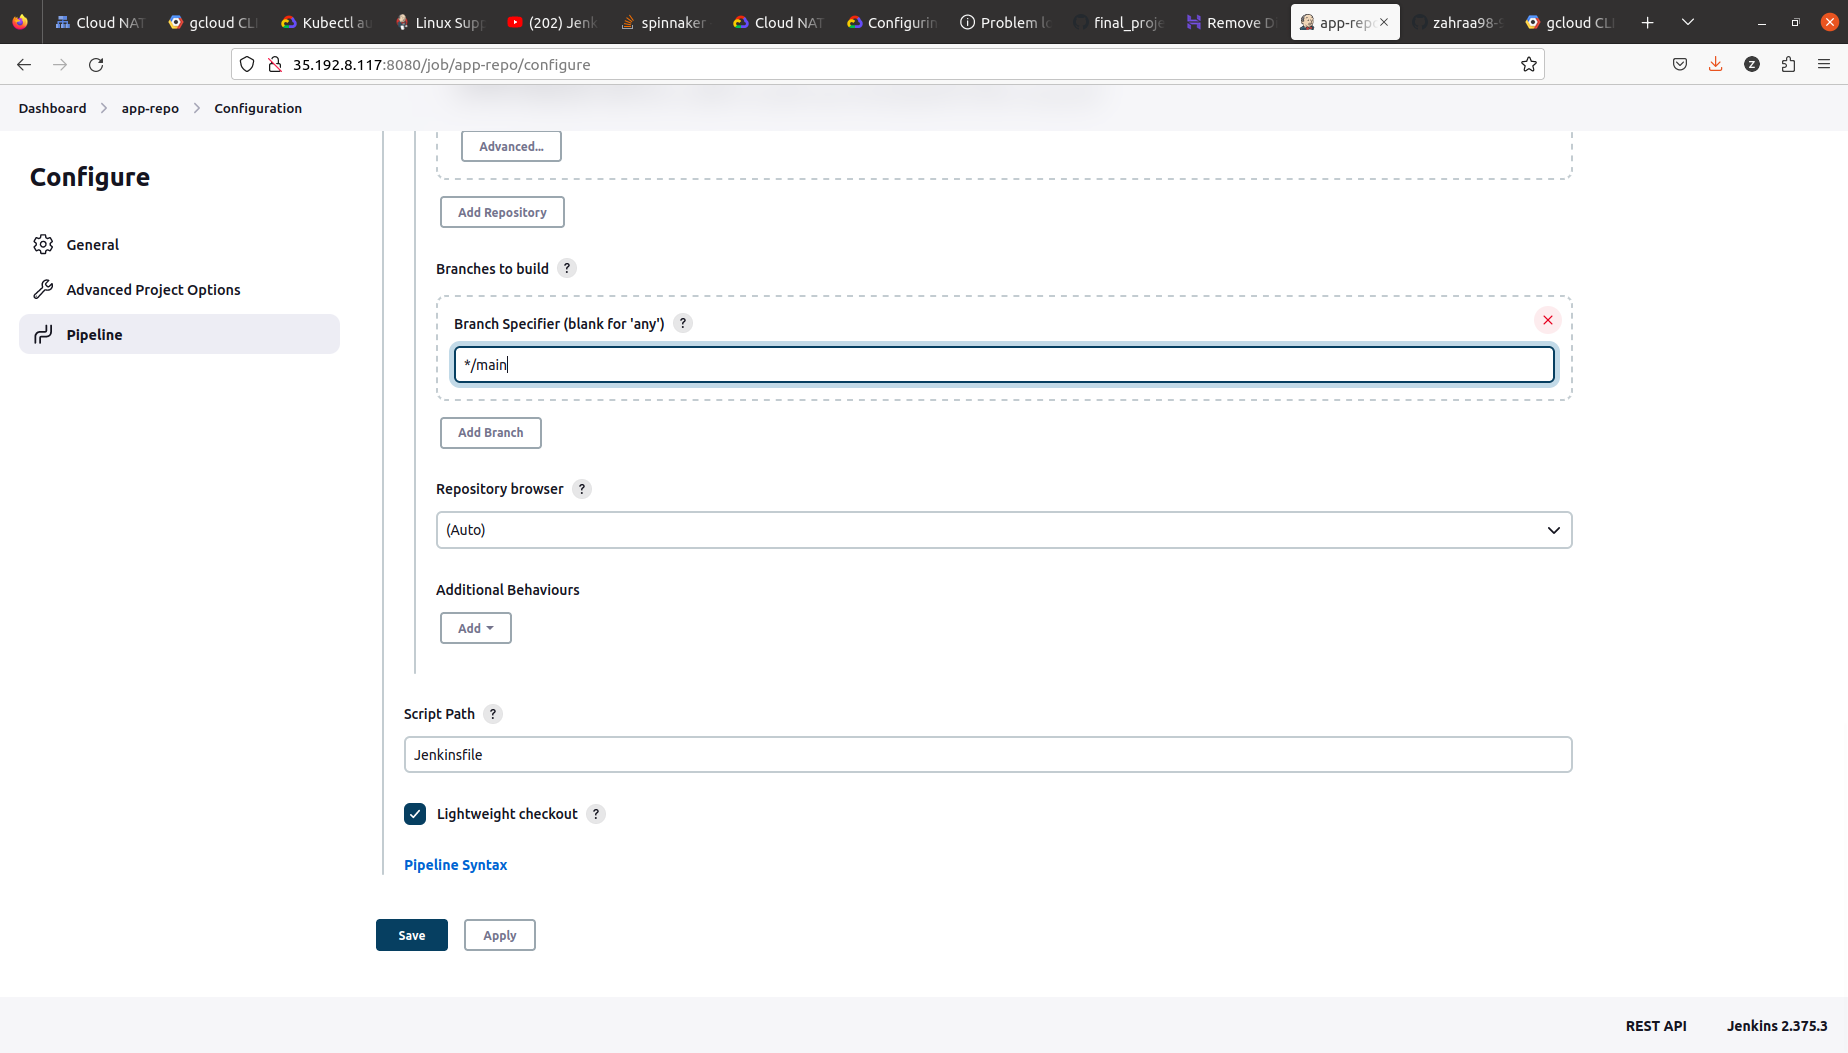 Cloud NAT
gcloud CLI
Kubectl au
Linux Supp
(202) Jenk
spinnaker
Cloud NAT
Configurin
Problem lo
final_proje
Remove D
app-repo
zahraa98-
gcloud CLI
35.192.8.117:8080/job/app-repo/configure
Dashboard
app-repo
Configuration
Configure
General
Advanced Project Options
Pipeline
Advanced...
Add Repository
Branches to build ?
Branch Specifier (blank for 'any') ?
*/main
Add Branch
Repository browser ?
(Auto)
Additional Behaviours
Add
Script Path ?
Jenkinsfile
Lightweight checkout ?
Pipeline Syntax
Save
Apply
REST API
Jenkins 2.375.3